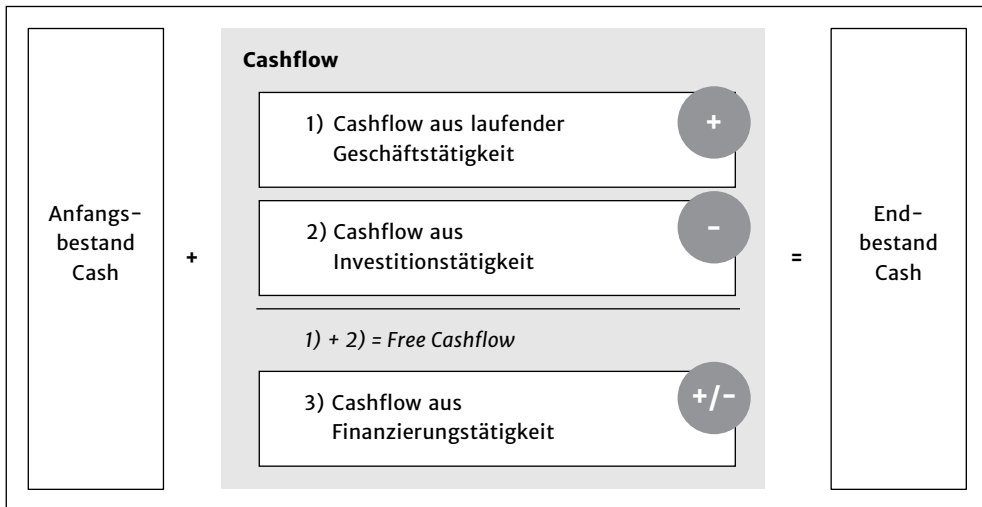 Anfangs-
bestand
Cash
+
Cashflow
1) Cashflow aus laufender
Geschäftstätigkeit
+
2) Cashflow aus
Investitionstätigkeit
-
1) + 2) = Free Cashflow
3) Cashflow aus
Finanzierungstätigkeit
+/-
=
End-
bestand
Cash